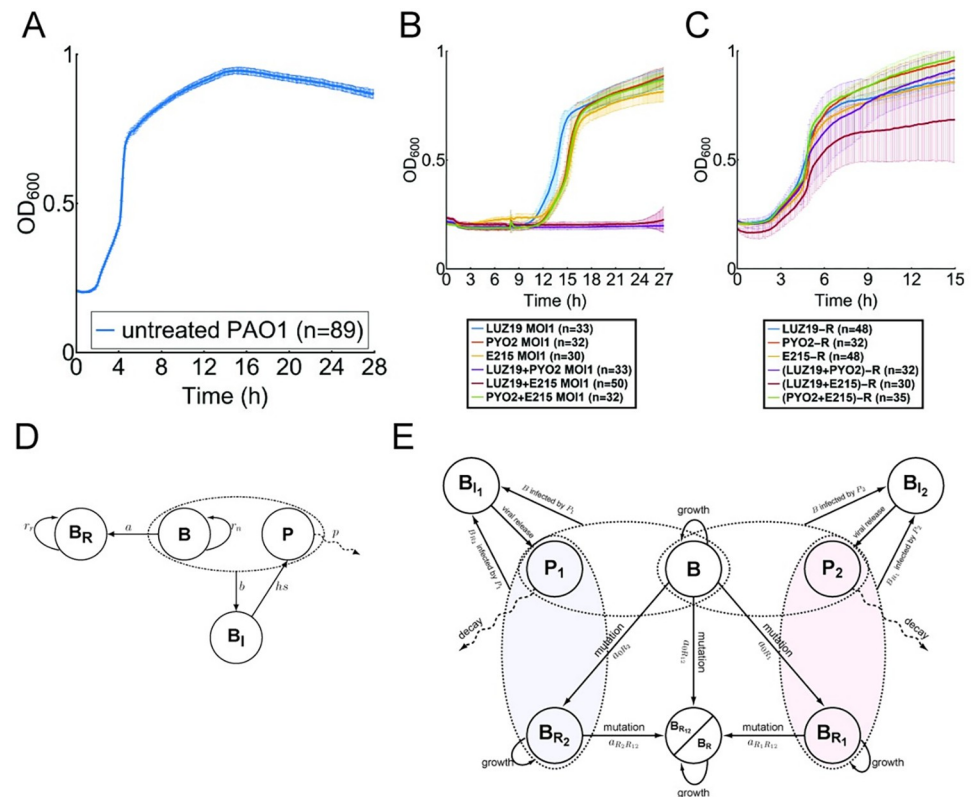 A
B
C
1
OD600
0.5
0
untreated PAO1 (n=89)
0 4 8 12 16 20 24 28
Time (h)
1
OD600
0.5
0
0 3 6 9 12 15 18 21 24 27
Time (h)
LUZ19 MOI1 (n=33)
PYO2 MOI1 (n=32)
E215 MOI1 (n=30)
LUZ19+PYO2 MOI1 (n=33)
LUZ19+E215 MOI1 (n=50)
PYO2+E215 MOI1 (n=32)
1
OD600
0.5
0
0 3 6 9 12 15
Time (h)
LUZ19-R (n=48)
PYO2-R (n=32)
E215-R (n=48)
(LUZ19+PYO2)-R (n=32)
(LUZ19+E215)-R (n=30)
(PYO2+E215)-R (n=35)
D
rr
BR
a
B
rn
P
p
b
hs
BI
E
BI1
B infected by P1
viral release
BR2 infected by P1
P1
decay
growth
B
BI2
B infected by P2
viral release
BR1 infected by P2
P2
decay
mutation
a0R2
mutation
a0R12
mutation
a0R1
BR2
growth
mutation
aR2R12
BR12
BR
growth
mutation
aR1R12
BR1
growth